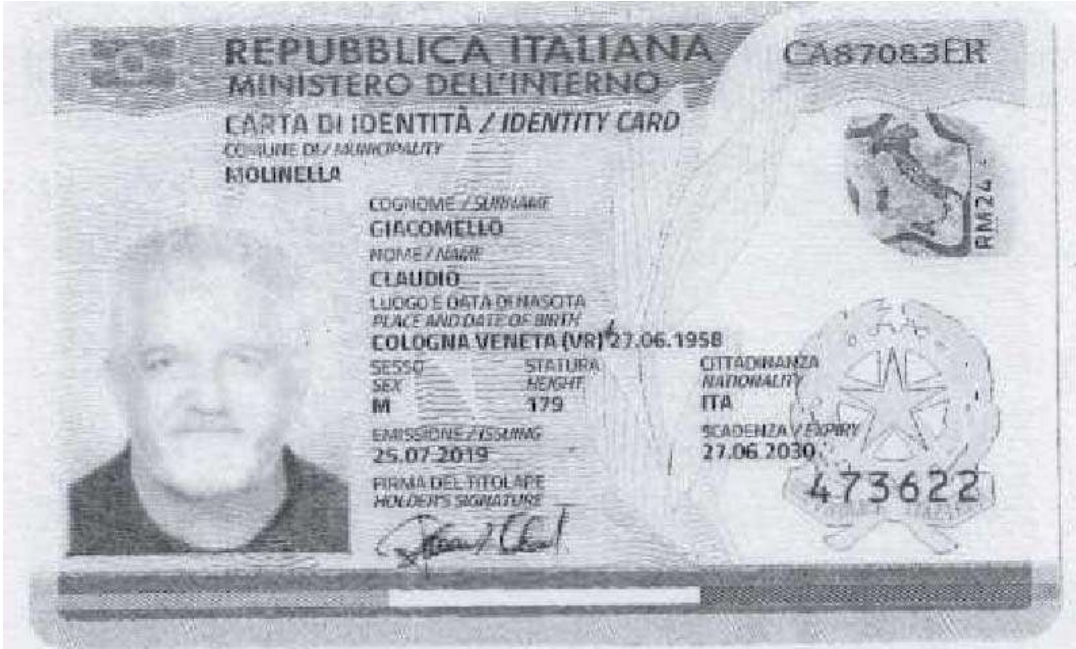 REPUBBLICA ITALIANA
MINISTERO DELL'INTERNO
CA87083ER
CARTA DI IDENTITÀ / IDENTITY CARD
COMUNE DI / MUNICIPALITY
MOLINELLA
RM24
COGNOME / SURNAME
GIACOMELLO
NOME / NAME
CLAUDIO
LUOGO E DATA DI NASCITA
PLACE AND DATE OF BIRTH
COLOGNA VENETA (VR) 27.06.1958
SESSO STATURA CITTADINANZA
SEX HEIGHT NATIONALITY
M 179 ITA
EMISSIONE / ISSUING SCADENZA / EXPIRY
25.07.2019 27.06.2030
FIRMA DEL TITOLARE
HOLDER'S SIGNATURE
473622